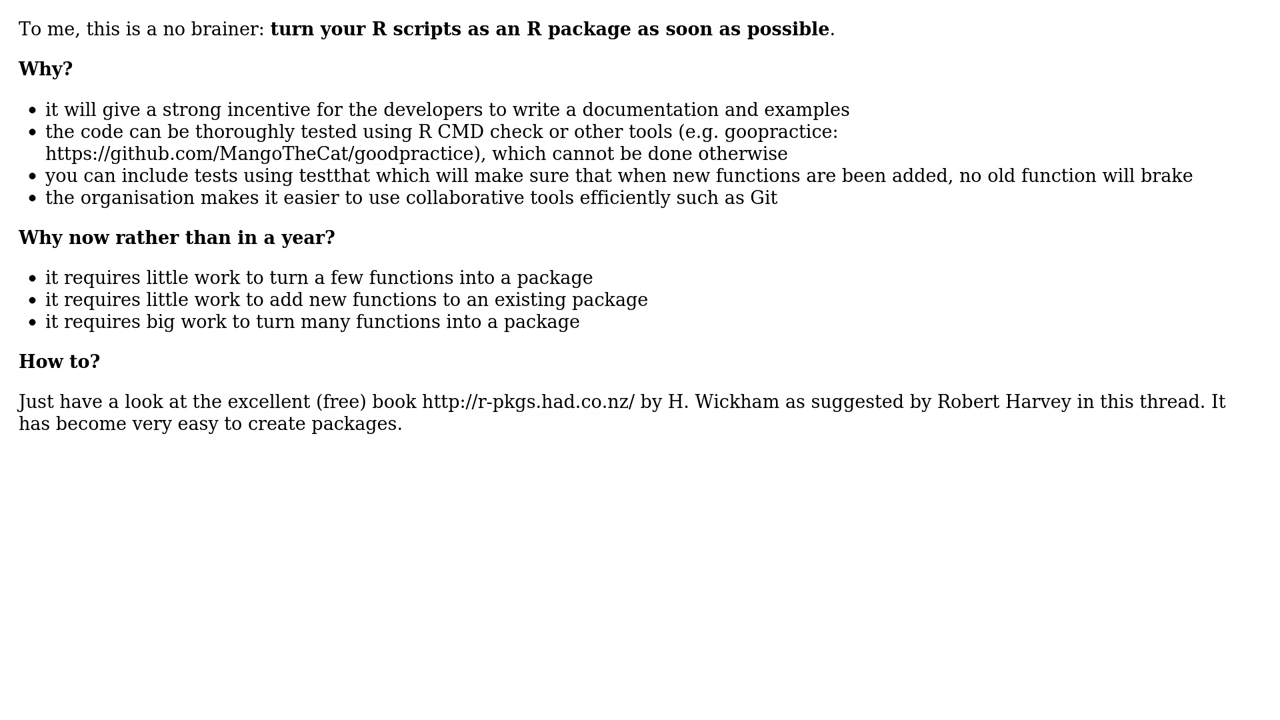 To me, this is a no brainer: turn your R scripts as an R package as soon as possible.
Why?
• it will give a strong incentive for the developers to write a documentation and examples
• the code can be thoroughly tested using R CMD check or other tools (e.g. goopractice:
https://github.com/MangoTheCat/goodpractice), which cannot be done otherwise
• you can include tests using testthat which will make sure that when new functions are been added, no old function will brake
• the organisation makes it easier to use collaborative tools efficiently such as Git
Why now rather than in a year?
• it requires little work to turn a few functions into a package
• it requires little work to add new functions to an existing package
• it requires big work to turn many functions into a package
How to?
Just have a look at the excellent (free) book http://r-pkgs.had.co.nz/ by H. Wickham as suggested by Robert Harvey in this thread. It
has become very easy to create packages.